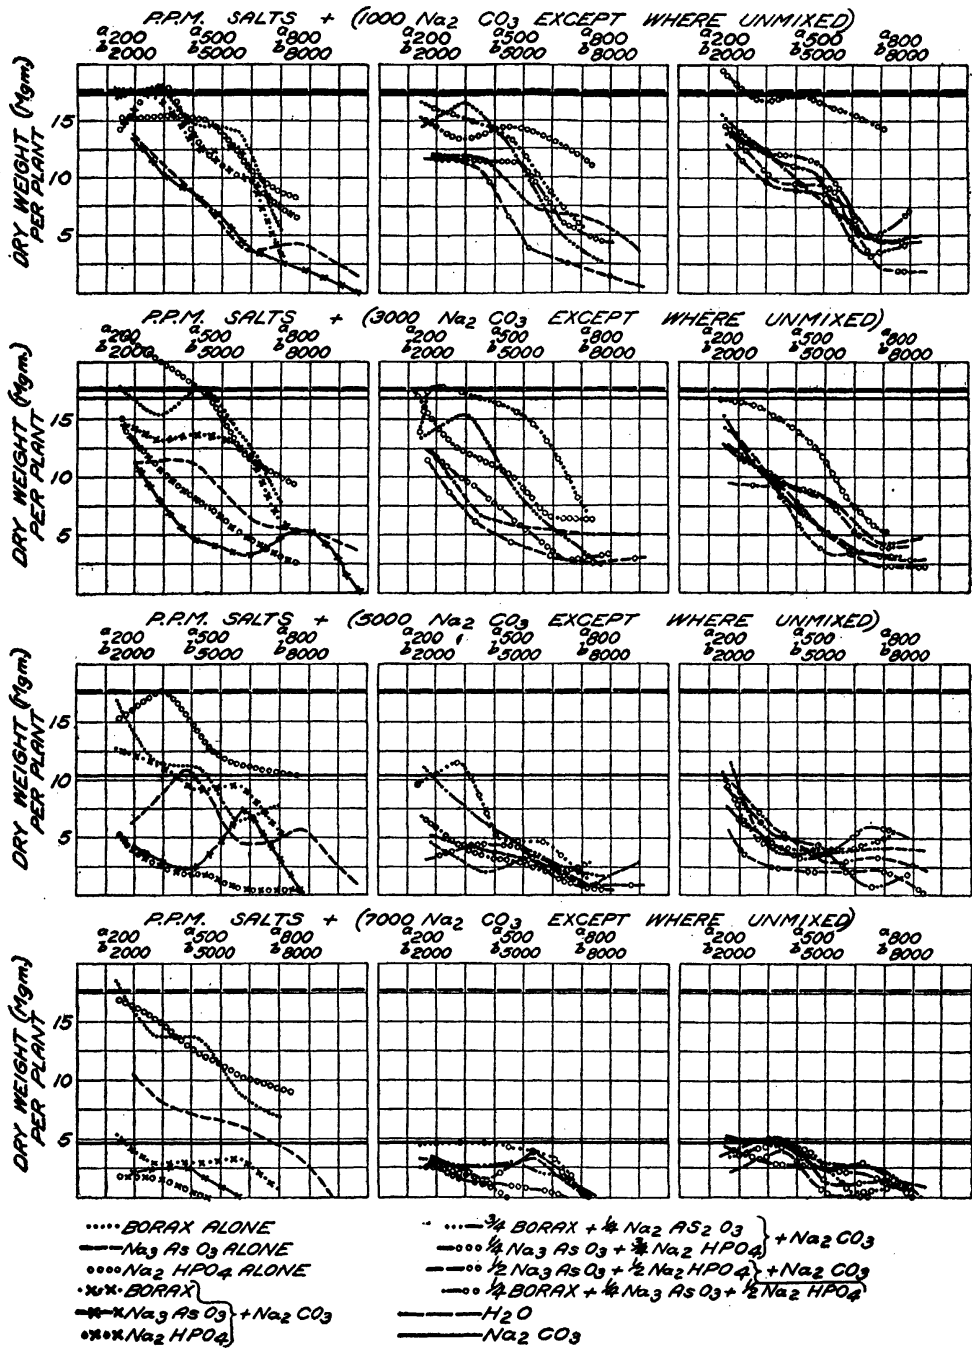 P.P.M. SALTS + (1000 Na2 CO3 EXCEPT WHERE UNMIXED)
a200 a500 a800 a200 a500 a800 a200 a500 a800
b2000 b5000 b8000 b2000 b5000 b8000 b2000 b5000 b8000
DRY WEIGHT (Mgm)
PER PLANT
15
10
5
P.P.M. SALTS + (3000 Na2 CO3 EXCEPT WHERE UNMIXED)
a200 a500 a800 a200 a500 a800 a200 a500 a800
b2000 b5000 b8000 b2000 b5000 b8000 b2000 b5000 b8000
DRY WEIGHT (Mgm)
PER PLANT
15
10
5
P.P.M. SALTS + (5000 Na2 CO3 EXCEPT WHERE UNMIXED)
a200 a500 a800 a200 a500 a800 a200 a500 a800
b2000 b5000 b8000 b2000 b5000 b8000 b2000 b5000 b8000
DRY WEIGHT (Mgm)
PER PLANT
15
10
5
P.P.M. SALTS + (7000 Na2 CO3 EXCEPT WHERE UNMIXED)
a200 a500 a800 a200 a500 a800 a200 a500 a800
b2000 b5000 b8000 b2000 b5000 b8000 b2000 b5000 b8000
DRY WEIGHT (Mgm)
PER PLANT
15
10
5
BORAX ALONE
Na3 As O3 ALONE
Na2 HPO4 ALONE
BORAX
Na3 As O3 + Na2 CO3
Na2 HPO4
3/4 BORAX + 1/4 Na2 AS2 O3
+ Na2 CO3
1/4 Na3 As O3 + 3/4 Na2 HPO4
1/2 Na3 As O3 + 1/2 Na2 HPO4 + Na2 CO3
1/4 BORAX + 1/4 Na3 As O3 + 1/2 Na2 HPO4
H2O
Na2 CO3